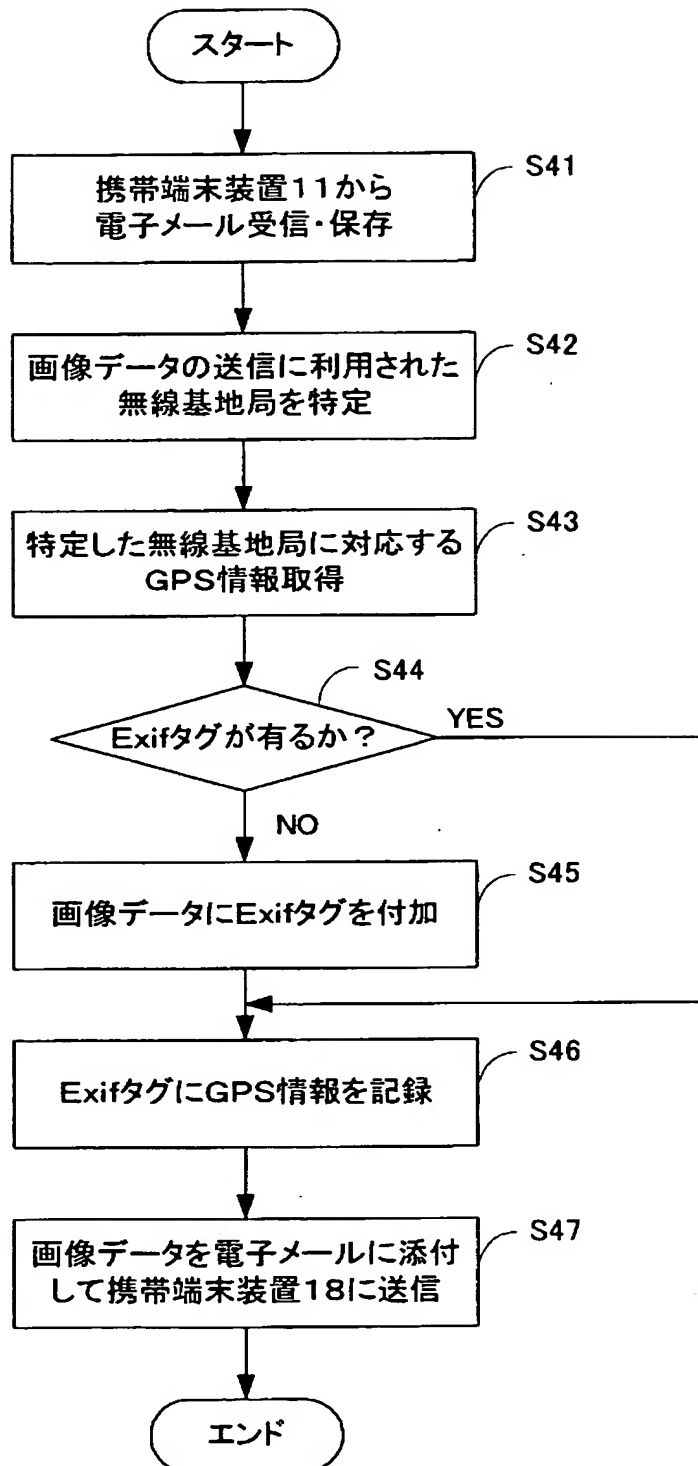 スタート
S41
携帯端末装置11から
電子メール受信・保存
S42
画像データの送信に利用された
無線基地局を特定
S43
特定した無線基地局に対応する
GPS情報取得
S44
Exifタグが有るか?
YES
NO
S45
画像データにExifタグを付加
S46
ExifタグにGPS情報を記録
S47
画像データを電子メールに添付
して携帯端末装置18に送信
エンド